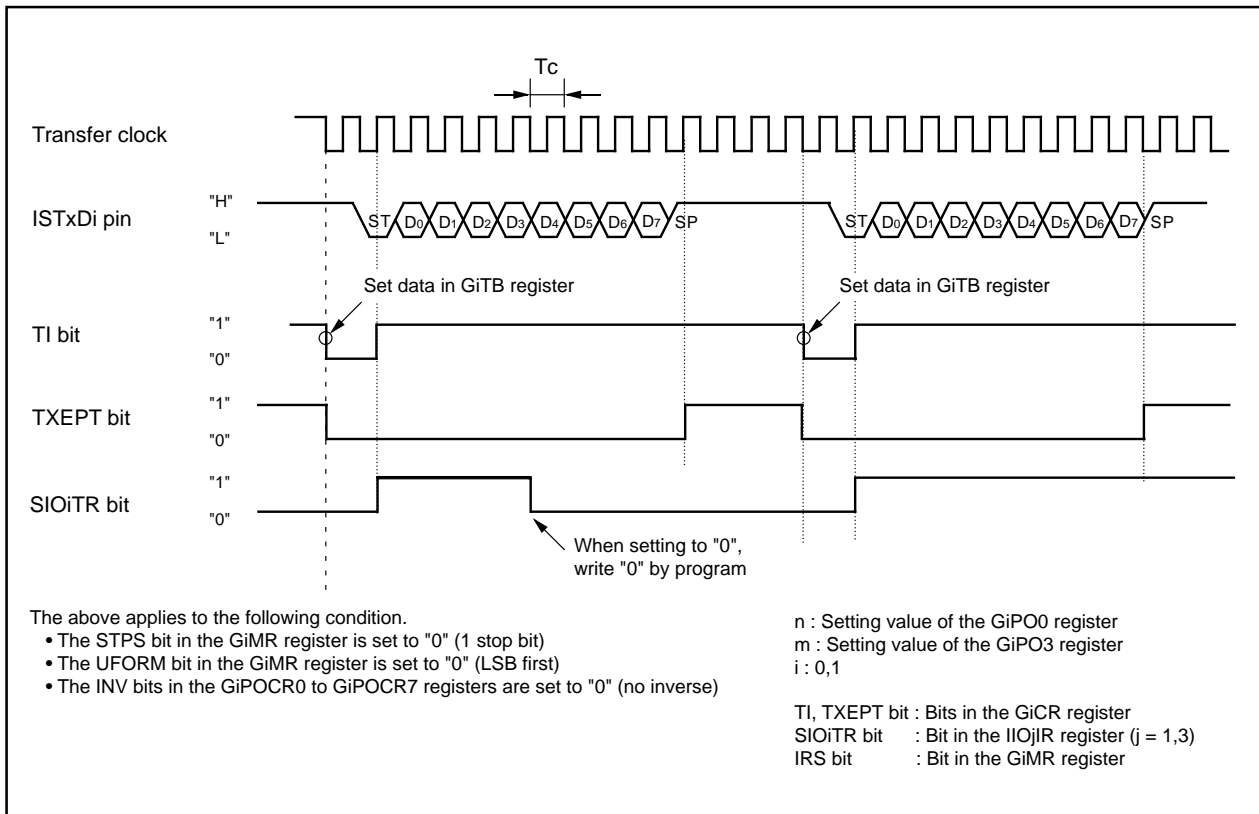 Tc
Transfer clock
ISTxDi pin
"H"
"L"
ST D0 D1 D2 D3 D4 D5 D6 D7 SP
ST D0 D1 D2 D3 D4 D5 D6 D7 SP
Set data in GiTB register
Set data in GiTB register
TI bit
"1"
"0"
TXEPT bit
"1"
"0"
SIOiTR bit
"1"
"0"
When setting to "0",
write "0" by program
The above applies to the following condition.
• The STPS bit in the GiMR register is set to "0" (1 stop bit)
• The UFORM bit in the GiMR register is set to "0" (LSB first)
• The INV bits in the GiPOCR0 to GiPOCR7 registers are set to "0" (no inverse)
n : Setting value of the GiPO0 register
m : Setting value of the GiPO3 register
i : 0,1
TI, TXEPT bit : Bits in the GiCR register
SIOiTR bit : Bit in the IIOjIR register (j = 1,3)
IRS bit : Bit in the GiMR register